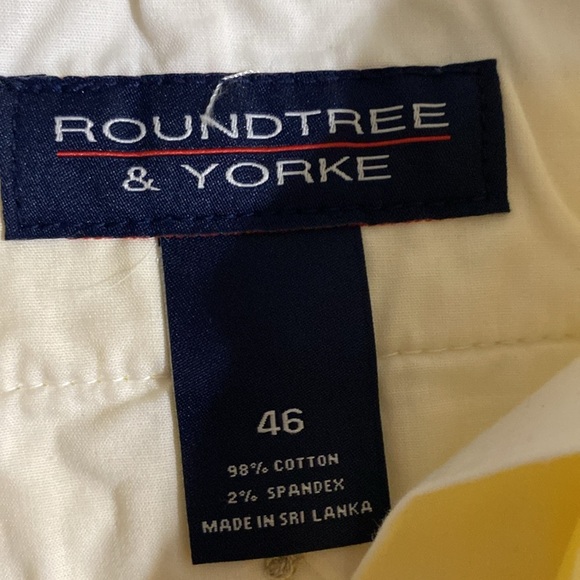 ROUNDTREE
& YORKE
46
98% COTTON
2% SPANDEX
MADE IN SRI LANKA